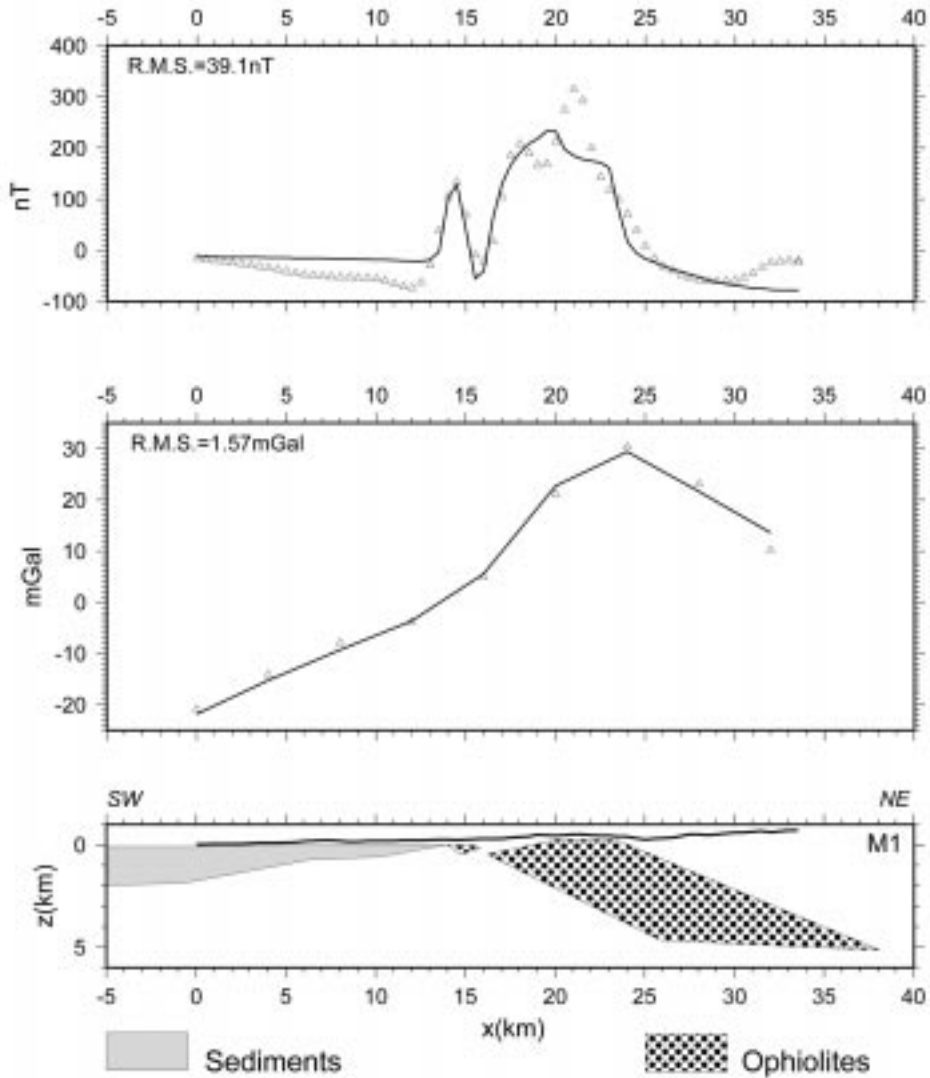 -5 0 5 10 15 20 25 30 35 40
400
R.M.S.=39.1nT
300
200
100
0
-100
nT
-5 0 5 10 15 20 25 30 35 40
R.M.S.=1.57mGal
30
20
10
0
-10
-20
mGal
SW NE
M1
0
5
z(km)
-5 0 5 10 15 20 25 30 35 40
x(km)
Sediments Ophiolites